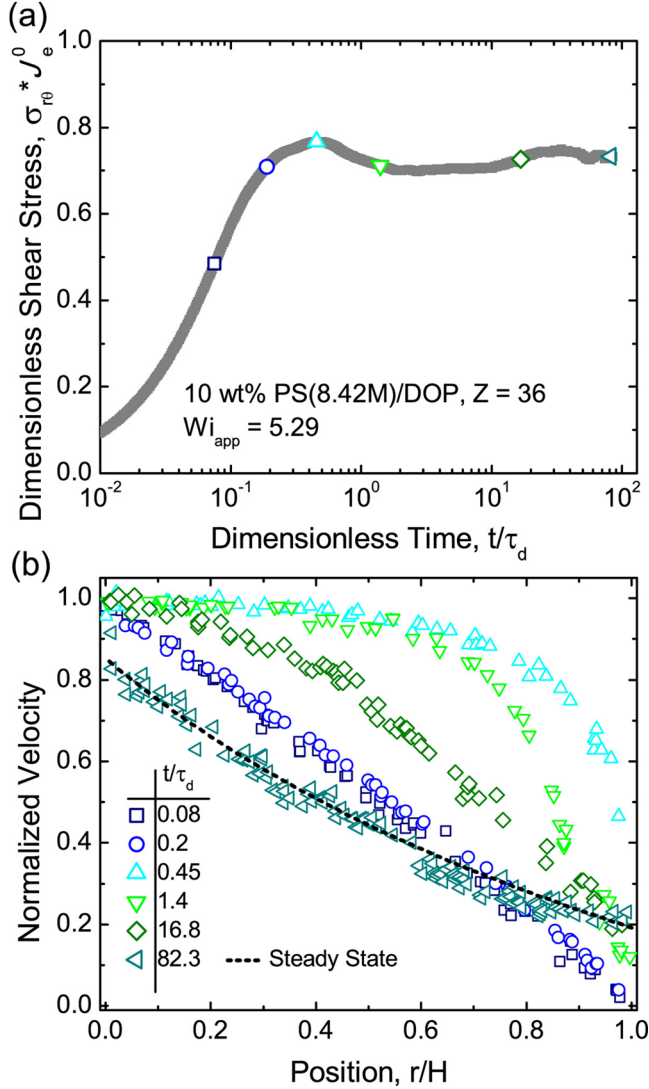 (a)
Dimensionless Shear Stress, σrθ* Je0
1.0
0.8
0.6
0.4
0.2
0.0
10 wt% PS(8.42M)/DOP, Z = 36
Wiapp = 5.29
10-2 10-1 100 101 102
Dimensionless Time, t/τd
(b)
Normalized Velocity
1.0
0.8
0.6
0.4
0.2
0.0
t/τd
0.08
0.2
0.45
1.4
16.8
82.3
Steady State
0.0 0.2 0.4 0.6 0.8 1.0
Position, r/H